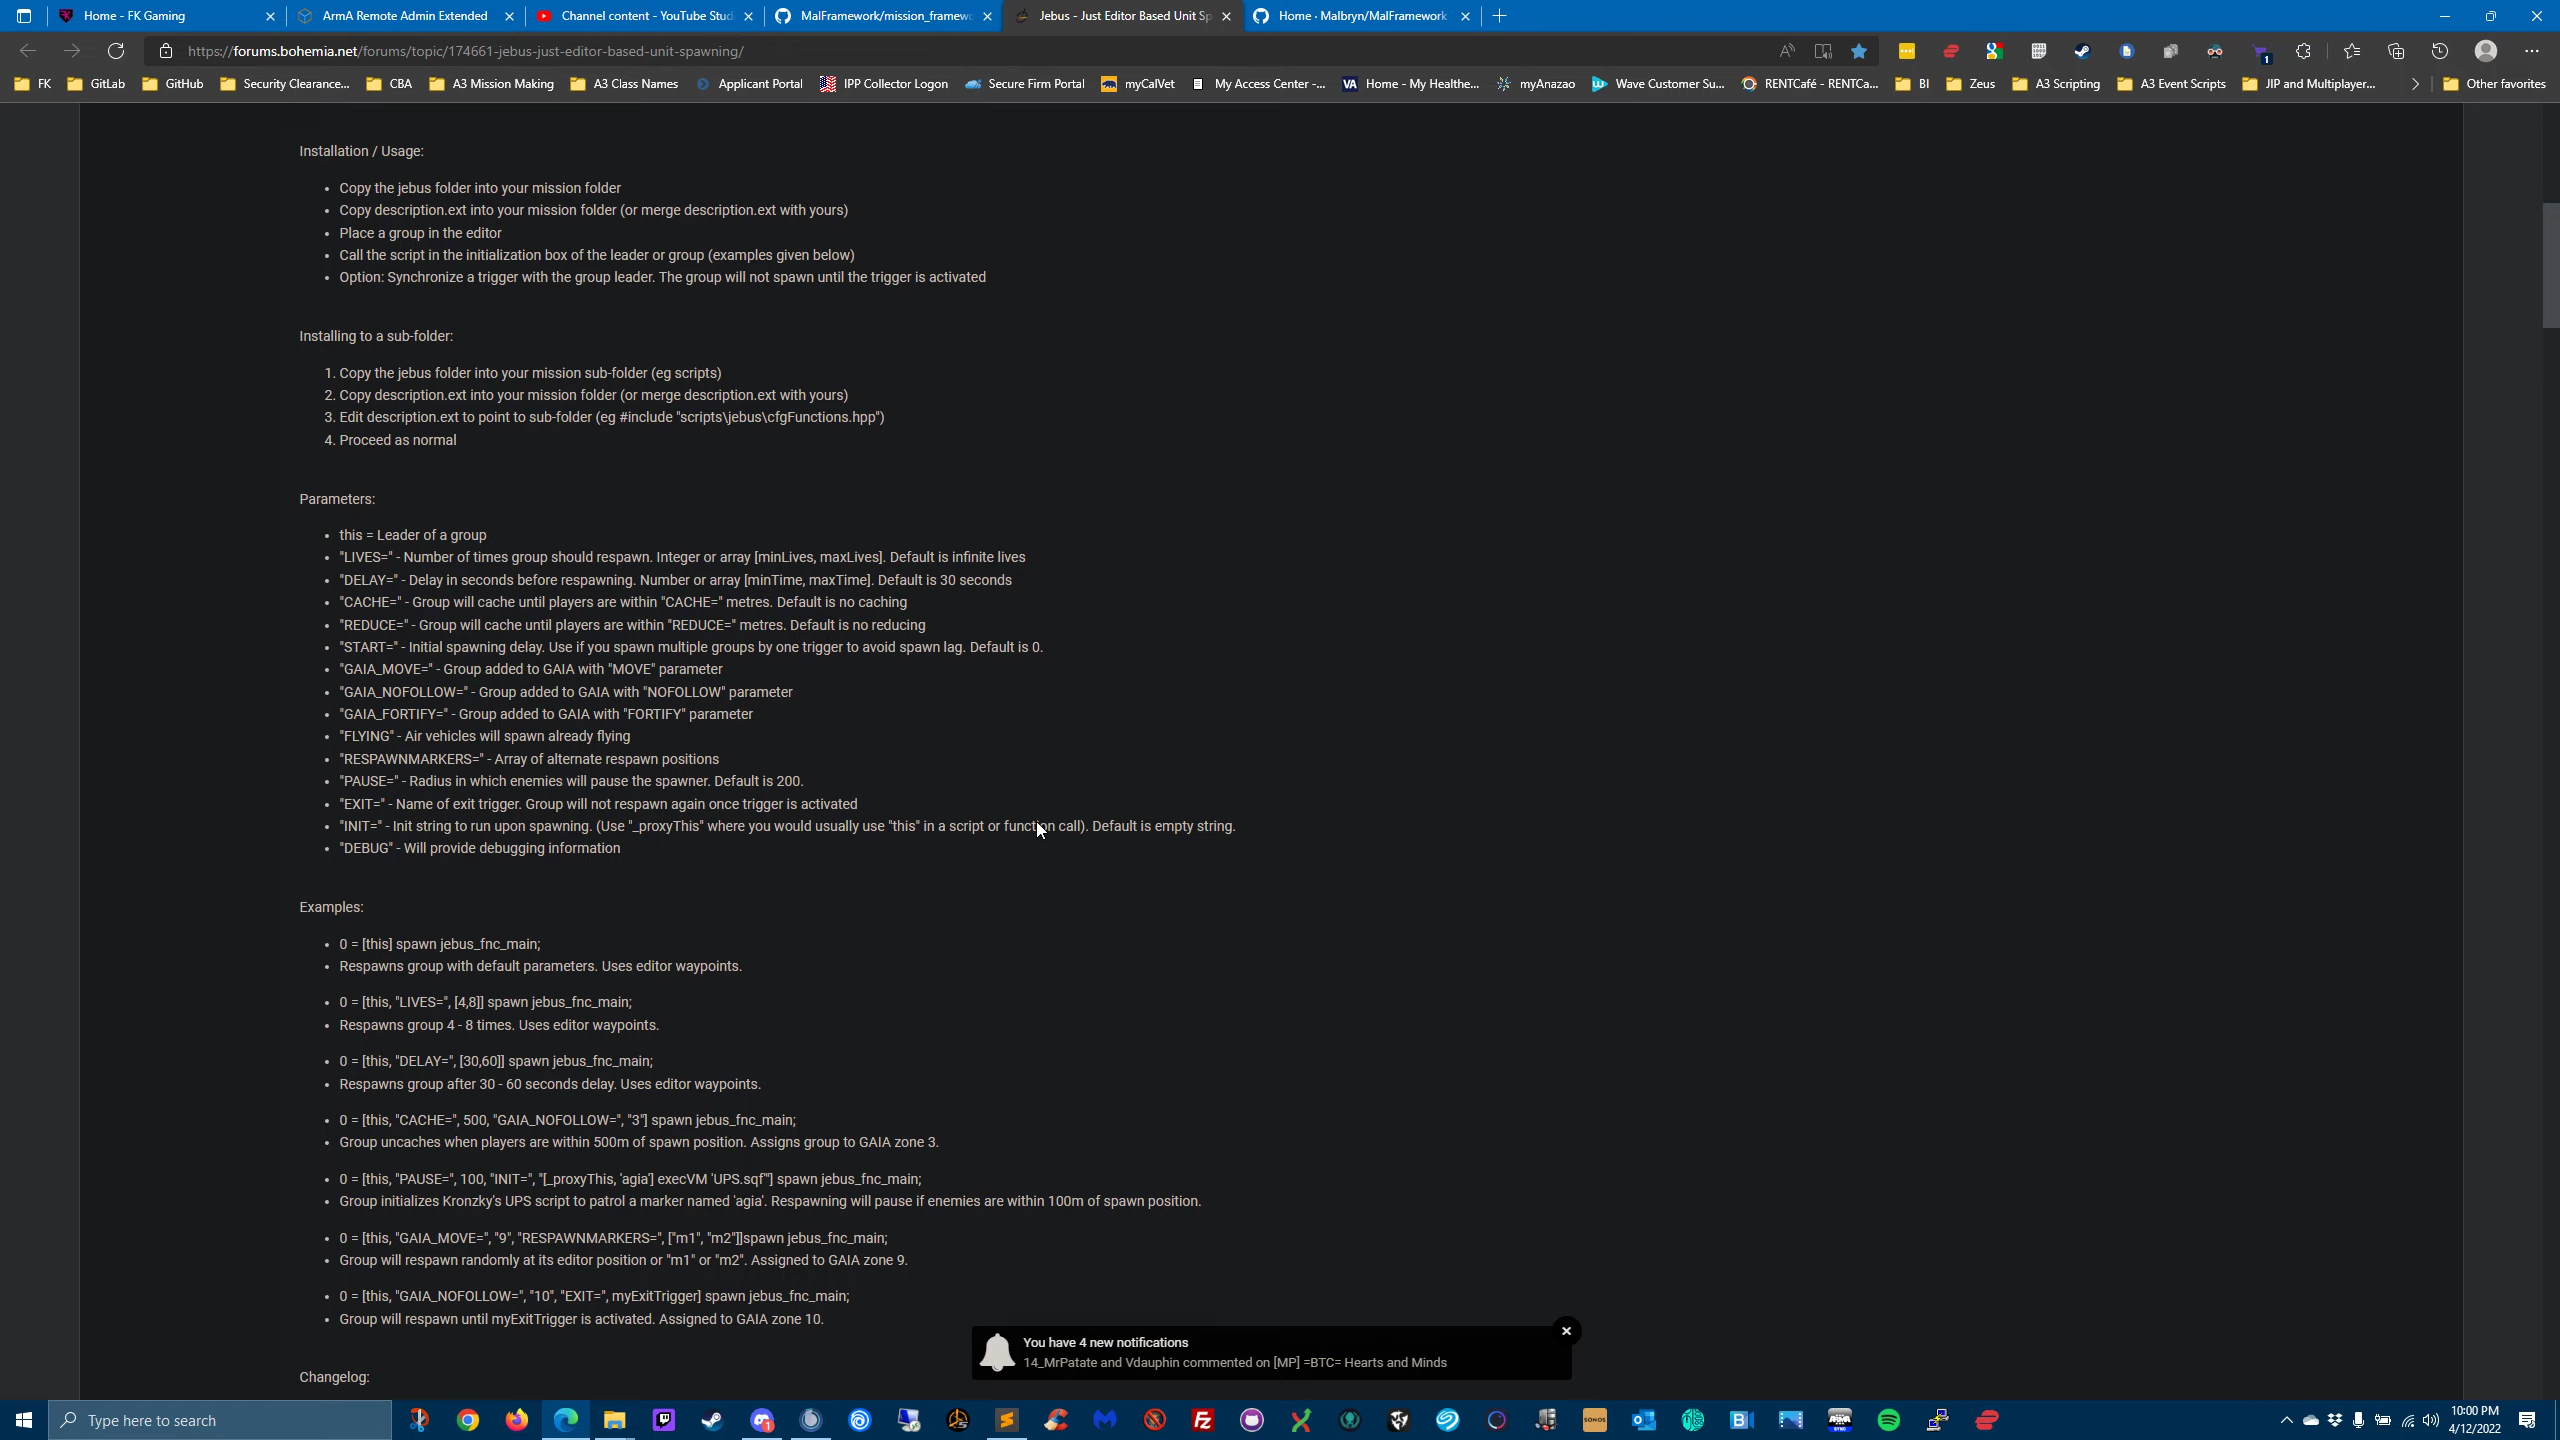 Home - FK Gaming
ArmA Remote Admin Extended
Channel content - YouTube Stud
MalFramework/mission_framewo
Jebus - Just Editor Based Unit Sp
Home · Malbryn/MalFramework
https://forums.bohemia.net/forums/topic/174661-jebus-just-editor-based-unit-spawning/
1
FK
GitLab
GitHub
Security Clearance...
CBA
A3 Mission Making
A3 Class Names
Applicant Portal
IPP Collector Logon
Secure Firm Portal
myCalVet
My Access Center -...
VA
Home - My Healthe...
myAnazao
Wave Customer Su...
RENTCafé - RENTCa...
BI
Zeus
A3 Scripting
A3 Event Scripts
JIP and Multiplayer...
Other favorites
Installation / Usage:
• Copy the jebus folder into your mission folder
• Copy description.ext into your mission folder (or merge description.ext with yours)
• Place a group in the editor
• Call the script in the initialization box of the leader or group (examples given below)
• Option: Synchronize a trigger with the group leader. The group will not spawn until the trigger is activated
Installing to a sub-folder:
1. Copy the jebus folder into your mission sub-folder (eg scripts)
2. Copy description.ext into your mission folder (or merge description.ext with yours)
3. Edit description.ext to point to sub-folder (eg #include "scripts\jebus\cfgFunctions.hpp")
4. Proceed as normal
Parameters:
• this = Leader of a group
• "LIVES=" - Number of times group should respawn. Integer or array [minLives, maxLives]. Default is infinite lives
• "DELAY=" - Delay in seconds before respawning. Number or array [minTime, maxTime]. Default is 30 seconds
• "CACHE=" - Group will cache until players are within "CACHE=" metres. Default is no caching
• "REDUCE=" - Group will cache until players are within "REDUCE=" metres. Default is no reducing
• "START=" - Initial spawning delay. Use if you spawn multiple groups by one trigger to avoid spawn lag. Default is 0.
• "GAIA_MOVE=" - Group added to GAIA with "MOVE" parameter
• "GAIA_NOFOLLOW=" - Group added to GAIA with "NOFOLLOW" parameter
• "GAIA_FORTIFY=" - Group added to GAIA with "FORTIFY" parameter
• "FLYING" - Air vehicles will spawn already flying
• "RESPAWNMARKERS=" - Array of alternate respawn positions
• "PAUSE=" - Radius in which enemies will pause the spawner. Default is 200.
• "EXIT=" - Name of exit trigger. Group will not respawn again once trigger is activated
• "INIT=" - Init string to run upon spawning. (Use "_proxyThis" where you would usually use "this" in a script or function call). Default is empty string.
• "DEBUG" - Will provide debugging information
Examples:
• 0 = [this] spawn jebus_fnc_main;
• Respawns group with default parameters. Uses editor waypoints.
• 0 = [this, "LIVES=", [4,8]] spawn jebus_fnc_main;
• Respawns group 4 - 8 times. Uses editor waypoints.
• 0 = [this, "DELAY=", [30,60]] spawn jebus_fnc_main;
• Respawns group after 30 - 60 seconds delay. Uses editor waypoints.
• 0 = [this, "CACHE=", 500, "GAIA_NOFOLLOW=", "3"] spawn jebus_fnc_main;
• Group uncaches when players are within 500m of spawn position. Assigns group to GAIA zone 3.
• 0 = [this, "PAUSE=", 100, "INIT=", "[_proxyThis, 'agia'] execVM 'UPS.sqf'"] spawn jebus_fnc_main;
• Group initializes Kronzky's UPS script to patrol a marker named 'agia'. Respawning will pause if enemies are within 100m of spawn position.
• 0 = [this, "GAIA_MOVE=", "9", "RESPAWNMARKERS=", ["m1", "m2"]]spawn jebus_fnc_main;
• Group will respawn randomly at its editor position or "m1" or "m2". Assigned to GAIA zone 9.
• 0 = [this, "GAIA_NOFOLLOW=", "10", "EXIT=", myExitTrigger] spawn jebus_fnc_main;
• Group will respawn until myExitTrigger is activated. Assigned to GAIA zone 10.
You have 4 new notifications
14_MrPatate and Vdauphin commented on [MP] =BTC= Hearts and Minds
Changelog:
Type here to search
SONOS
10:00 PM
4/12/2022